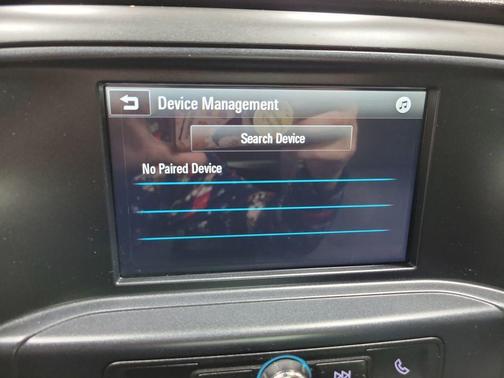 Device Management
Search Device
No Paired Device